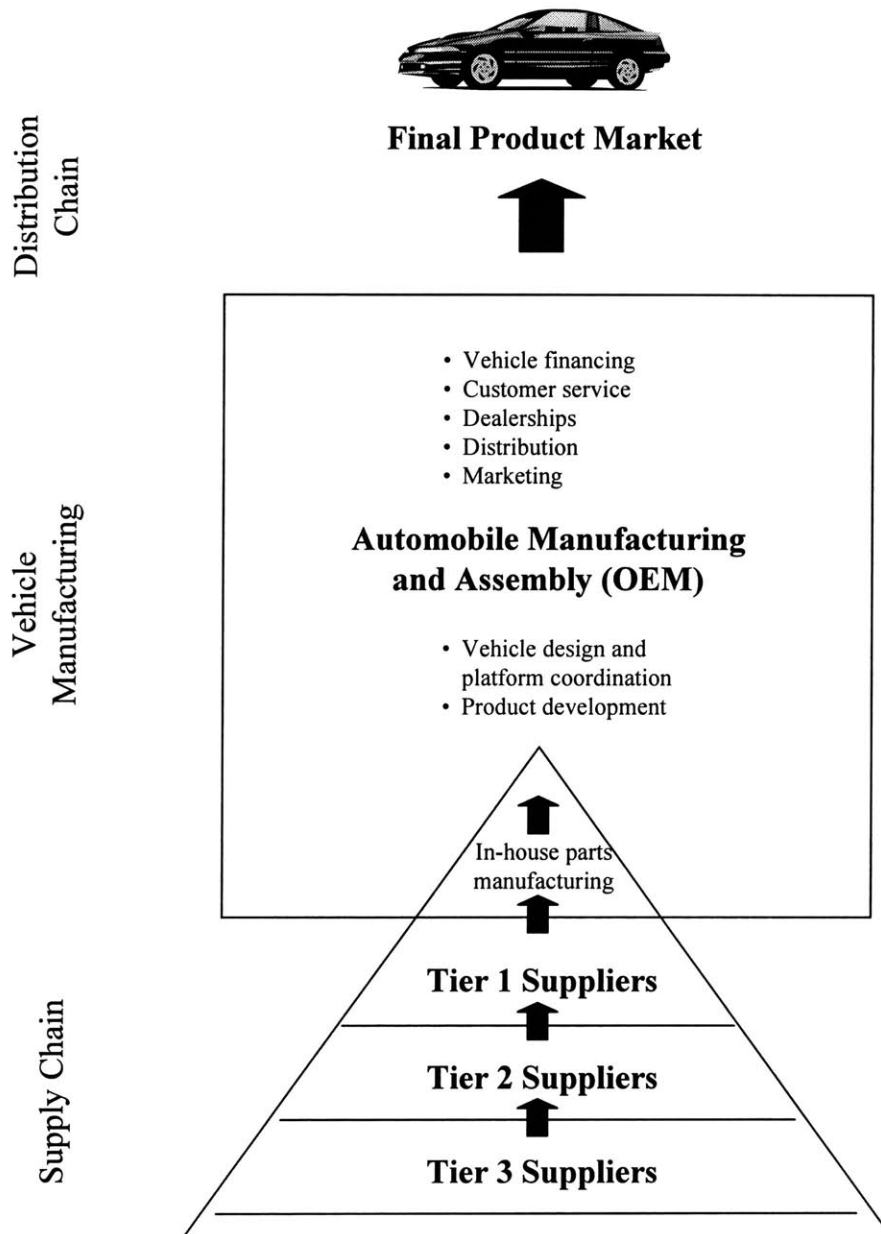 Final Product Market
Distribution
Chain
• Vehicle financing
• Customer service
• Dealerships
• Distribution
• Marketing
Automobile Manufacturing
and Assembly (OEM)
Vehicle
Manufacturing
• Vehicle design and
platform coordination
• Product development
In-house parts
manufacturing
Tier 1 Suppliers
Supply Chain
Tier 2 Suppliers
Tier 3 Suppliers